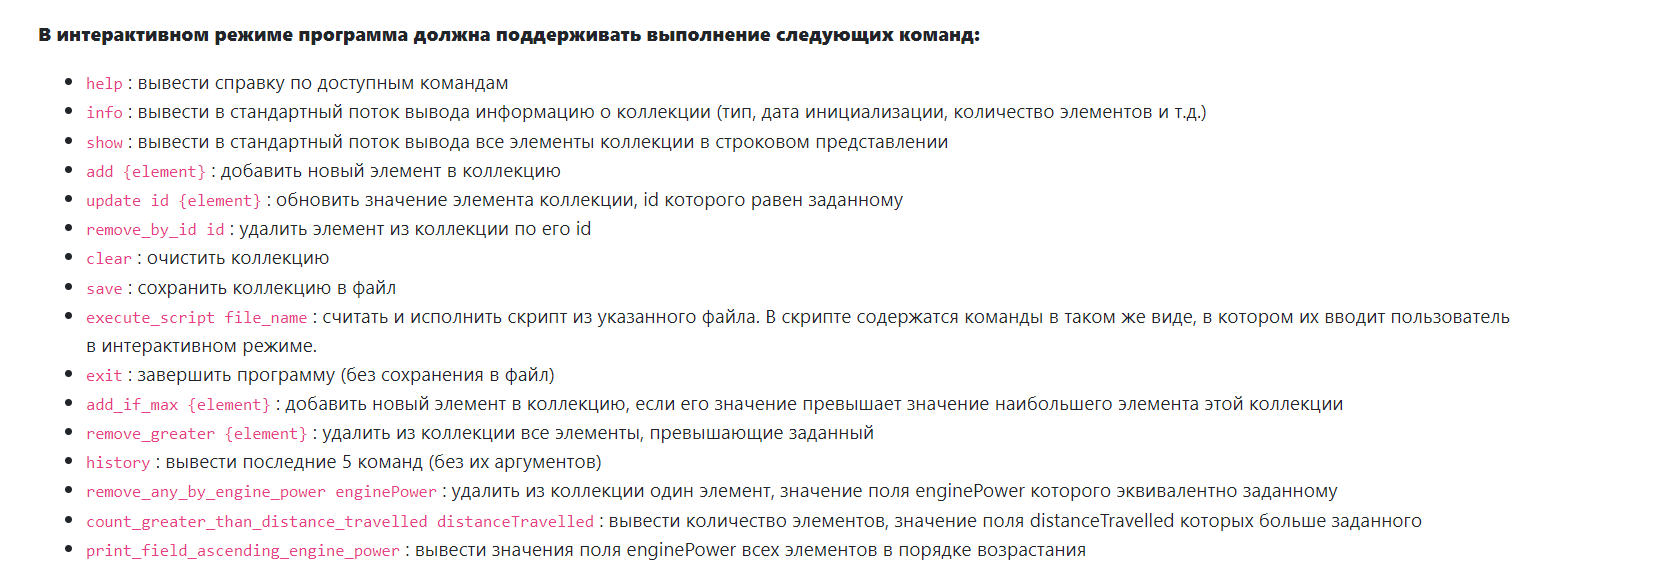 В интерактивном режиме программа должна поддерживать выполнение следующих команд:
help : вывести справку по доступным командам
info : вывести в стандартный поток вывода информацию о коллекции (тип, дата инициализации, количество элементов и т.д.)
show : вывести в стандартный поток вывода все элементы коллекции в строковом представлении
add {element} : добавить новый элемент в коллекцию
update id {element} : обновить значение элемента коллекции, id которого равен заданному
remove_by_id id : удалить элемент из коллекции по его id
clear : очистить коллекцию
save : сохранить коллекцию в файл
execute_script file_name : считать и исполнить скрипт из указанного файла. В скрипте содержатся команды в таком же виде, в котором их вводит пользователь
в интерактивном режиме.
exit : завершить программу (без сохранения в файл)
add_if_max {element} : добавить новый элемент в коллекцию, если его значение превышает значение наибольшего элемента этой коллекции
remove_greater {element} : удалить из коллекции все элементы, превышающие заданный
history : вывести последние 5 команд (без их аргументов)
remove_any_by_engine_power enginePower : удалить из коллекции один элемент, значение поля enginePower которого эквивалентно заданному
count_greater_than_distance_travelled distanceTravelled : вывести количество элементов, значение поля distanceTravelled которых больше заданного
print_field_ascending_engine_power : вывести значения поля enginePower всех элементов в порядке возрастания